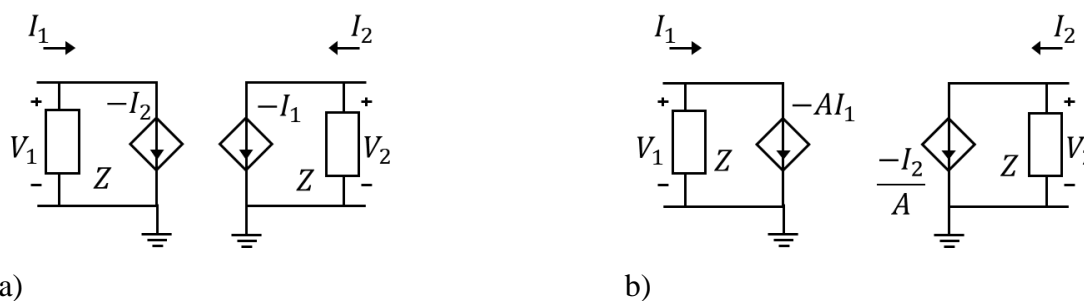 I₁ I₂ I₁ I₂
+ −I₂ −I₁ + + −AI₁ +
V₁ V₂ V₁ Z
− Z Z − − −I₂/A Z −
a) b)